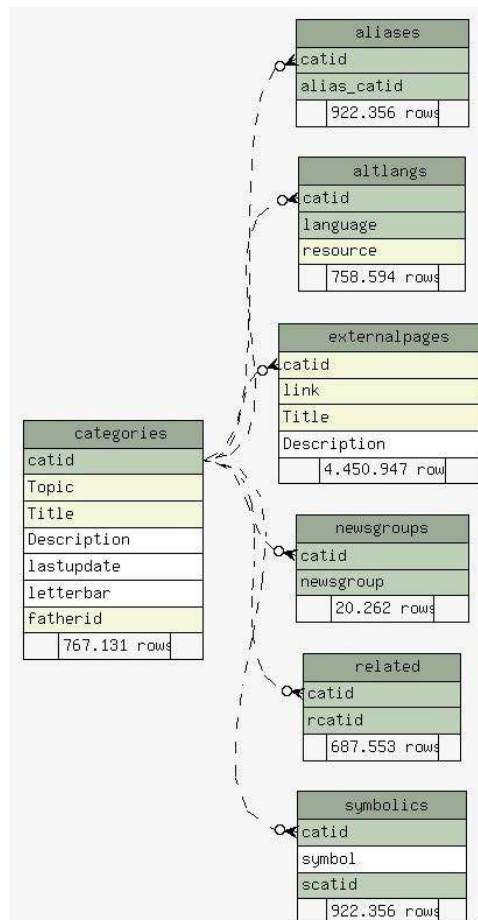 aliases
catid
alias_catid
922.356 rows
altlangs
catid
language
resource
758.594 rows
externalpages
catid
link
Title
Description
4.450.947 row
categories
catid
Topic
Title
Description
lastupdate
letterbar
fatherid
767.131 rows
newsgroups
catid
newsgroup
20.262 rows
related
catid
rcatid
687.553 rows
symbolics
catid
symbol
scatid
922.356 rows